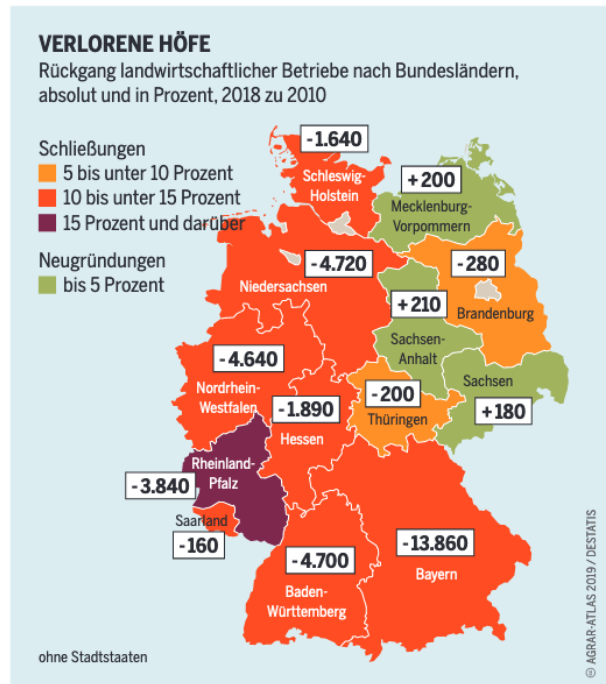 VERLORENE HÖFE
Rückgang landwirtschaftlicher Betriebe nach Bundesländern,
absolut und in Prozent, 2018 zu 2010
Schließungen
5 bis unter 10 Prozent
10 bis unter 15 Prozent
15 Prozent und darüber
Neugründungen
bis 5 Prozent
-1.640
Schleswig-
Holstein
+200
Mecklenburg-
Vorpommern
-4.720
Niedersachsen
-280
Brandenburg
+210
Sachsen-
Anhalt
-4.640
Nordrhein-
Westfalen
-1.890
Hessen
-200
Thüringen
Sachsen
+180
Rheinland-
Pfalz
-3.840
Saarland
-160
-4.700
Baden-
Württemberg
-13.860
Bayern
ohne Stadtstaaten
© AGRAR-ATLAS 2019 / DESTATIS